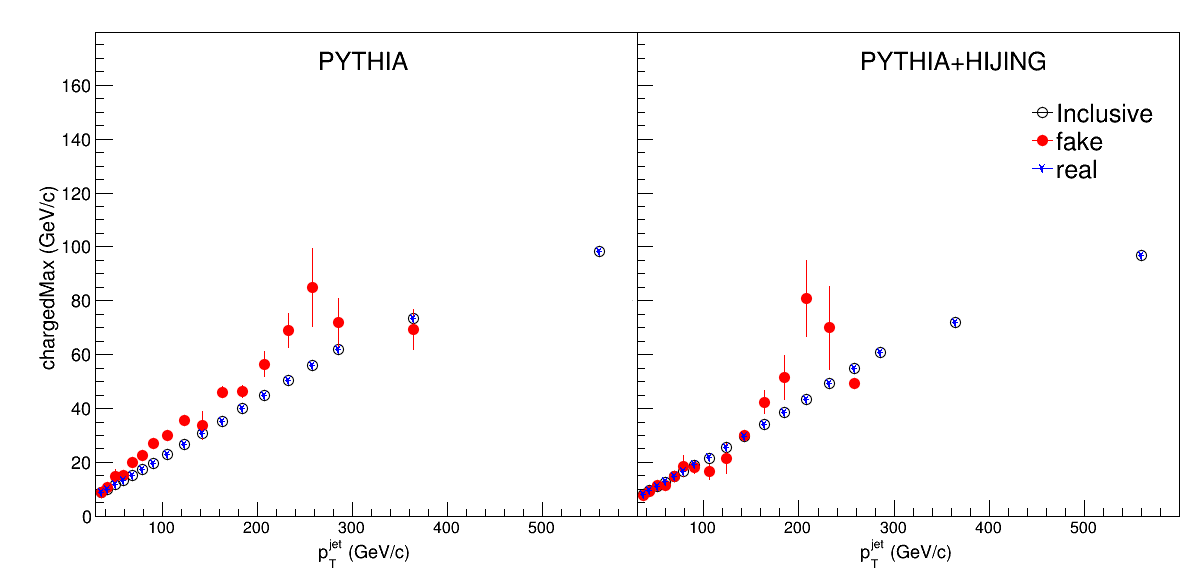 PYTHIA
PYTHIA+HIJING
Inclusive
fake
real
chargedMax (GeV/c)
160
140
120
100
80
60
40
20
0
100 200 300 400 500
100 200 300 400 500
p_T^jet (GeV/c)
p_T^jet (GeV/c)